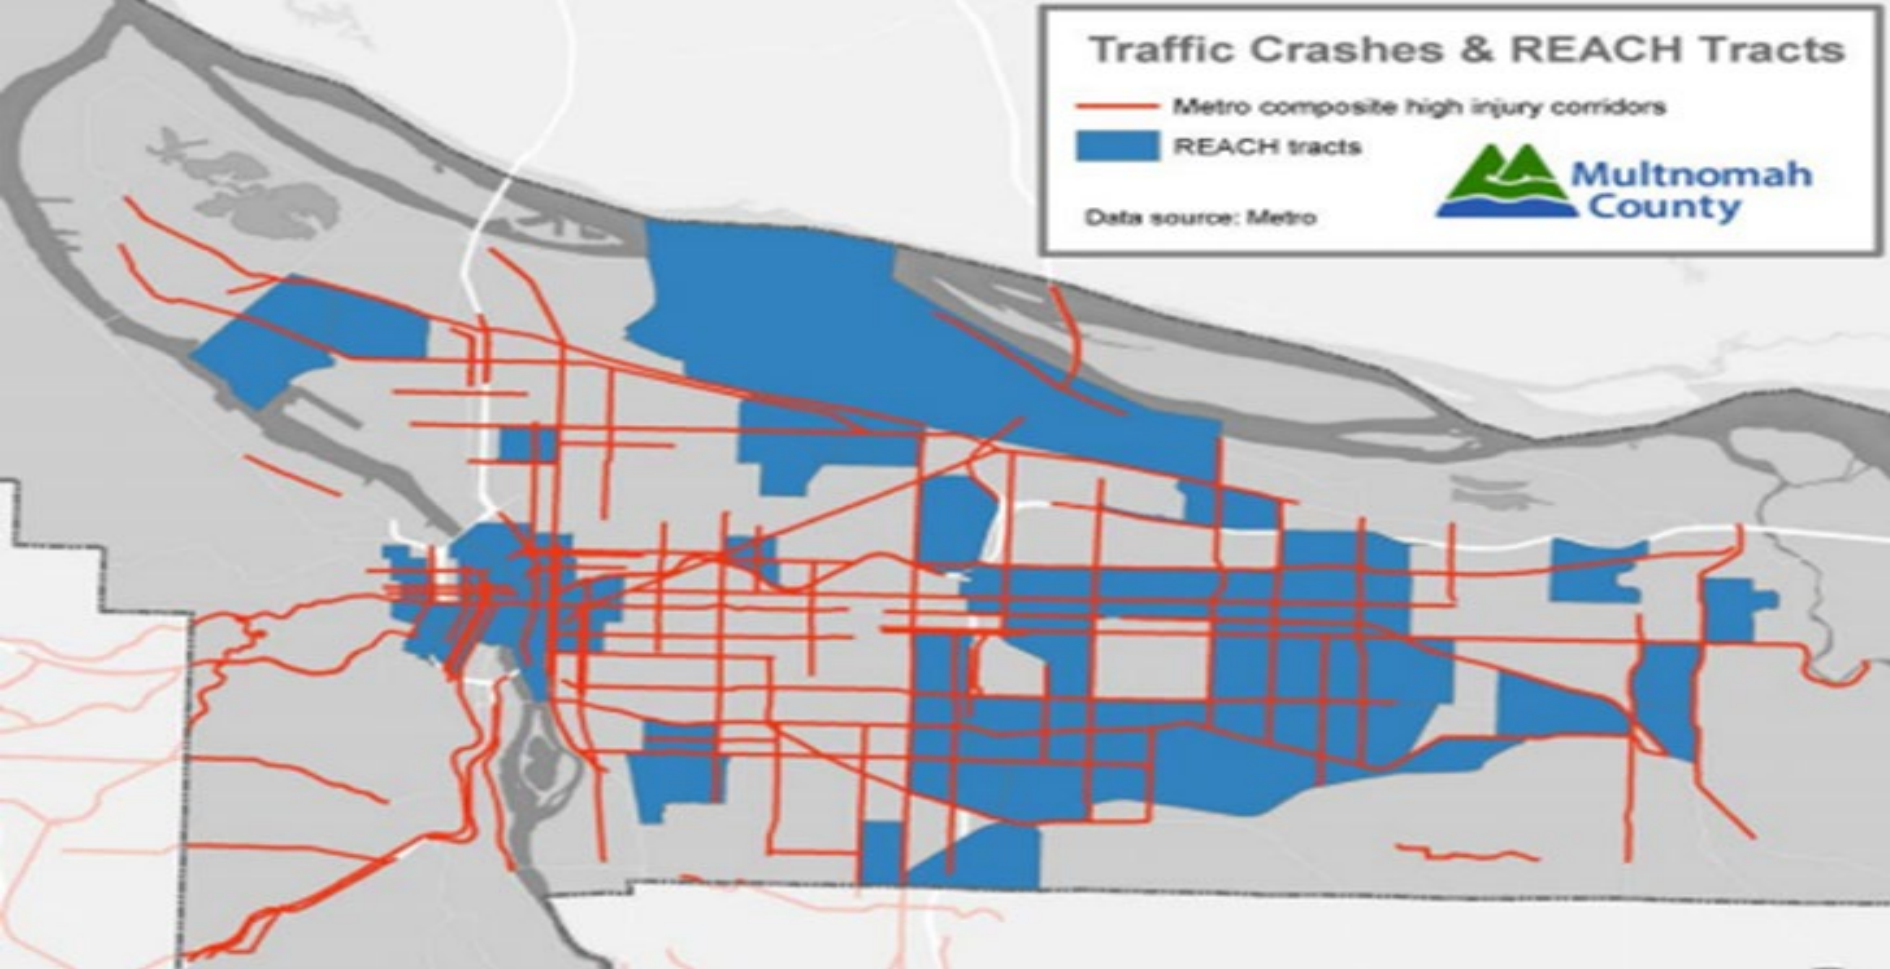 Traffic Crashes & REACH Tracts
Metro composite high injury corridors
REACH tracts
Multnomah
County
Data source: Metro